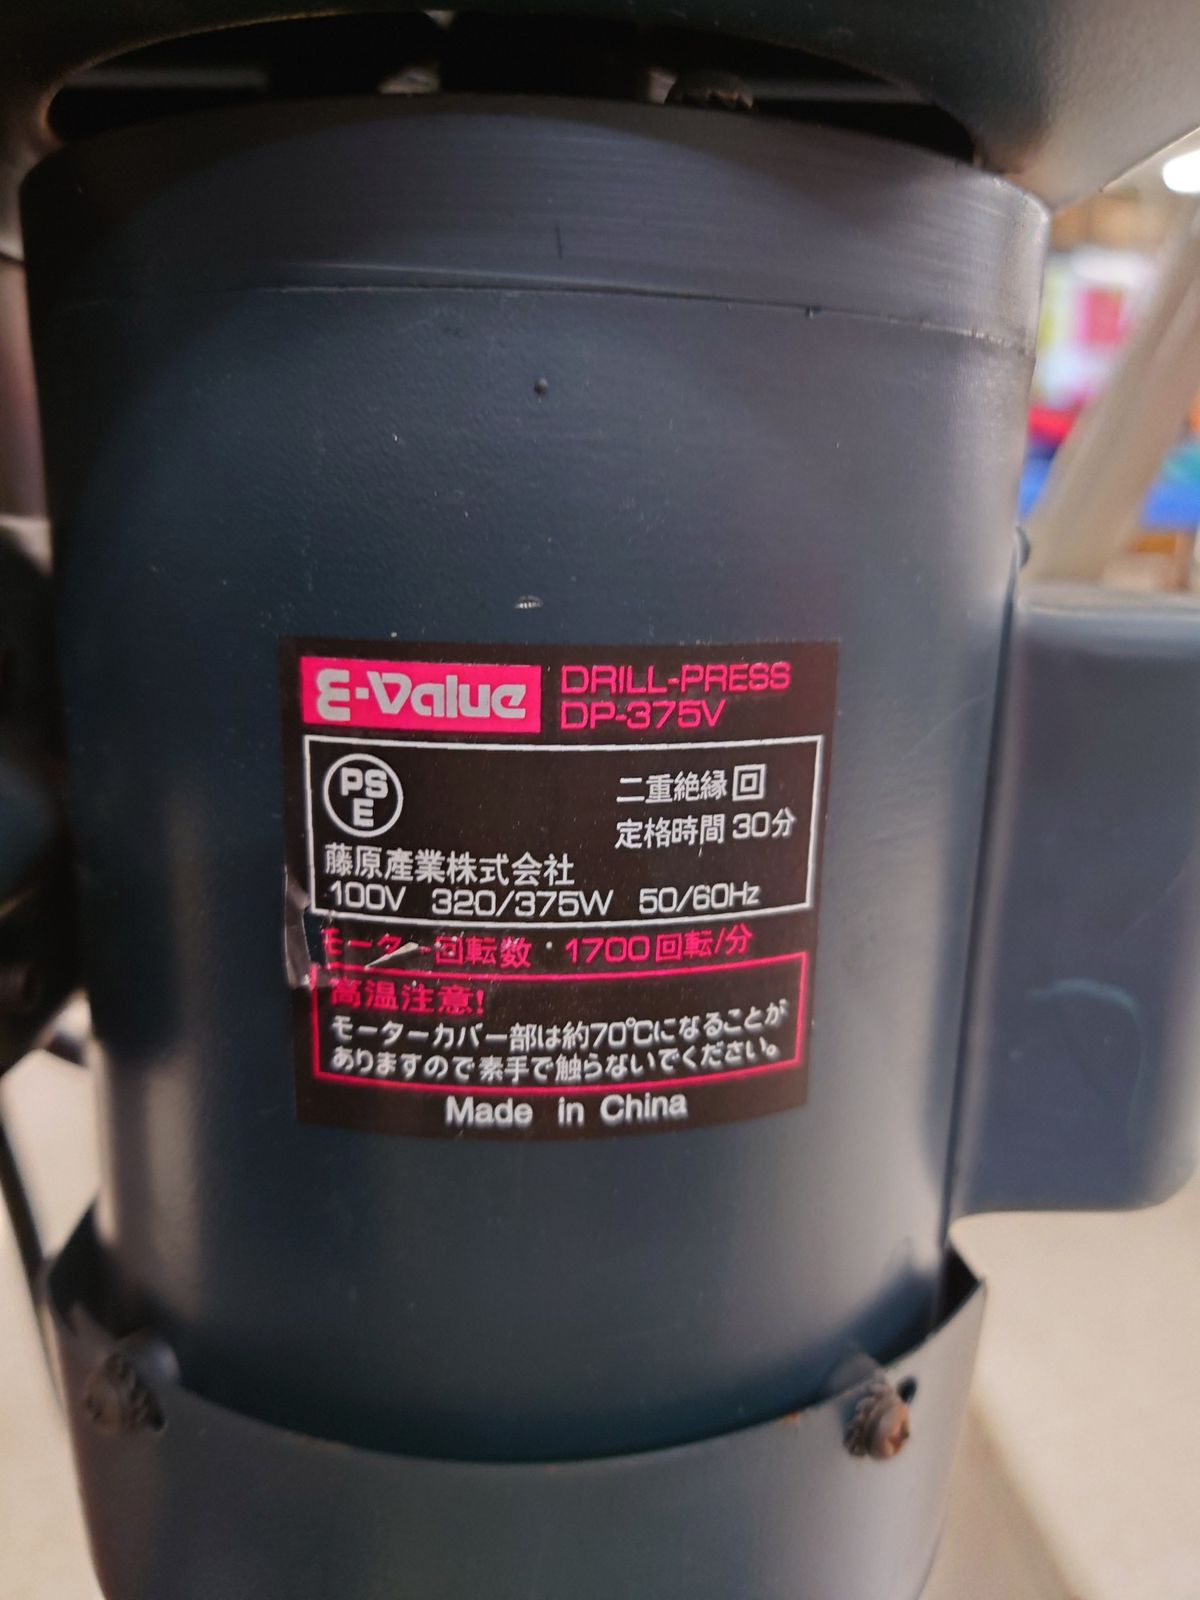 E-Value
DRILL-PRESS
DP-375V
PS
E
二重絶縁 回
定格時間 30分
藤原産業株式会社
100V 320/375W 50/60Hz
モーター回転数・1700回転/分
高温注意!
モーターカバー部は約70℃になることが
ありますので素手で触らないでください。
Made in China